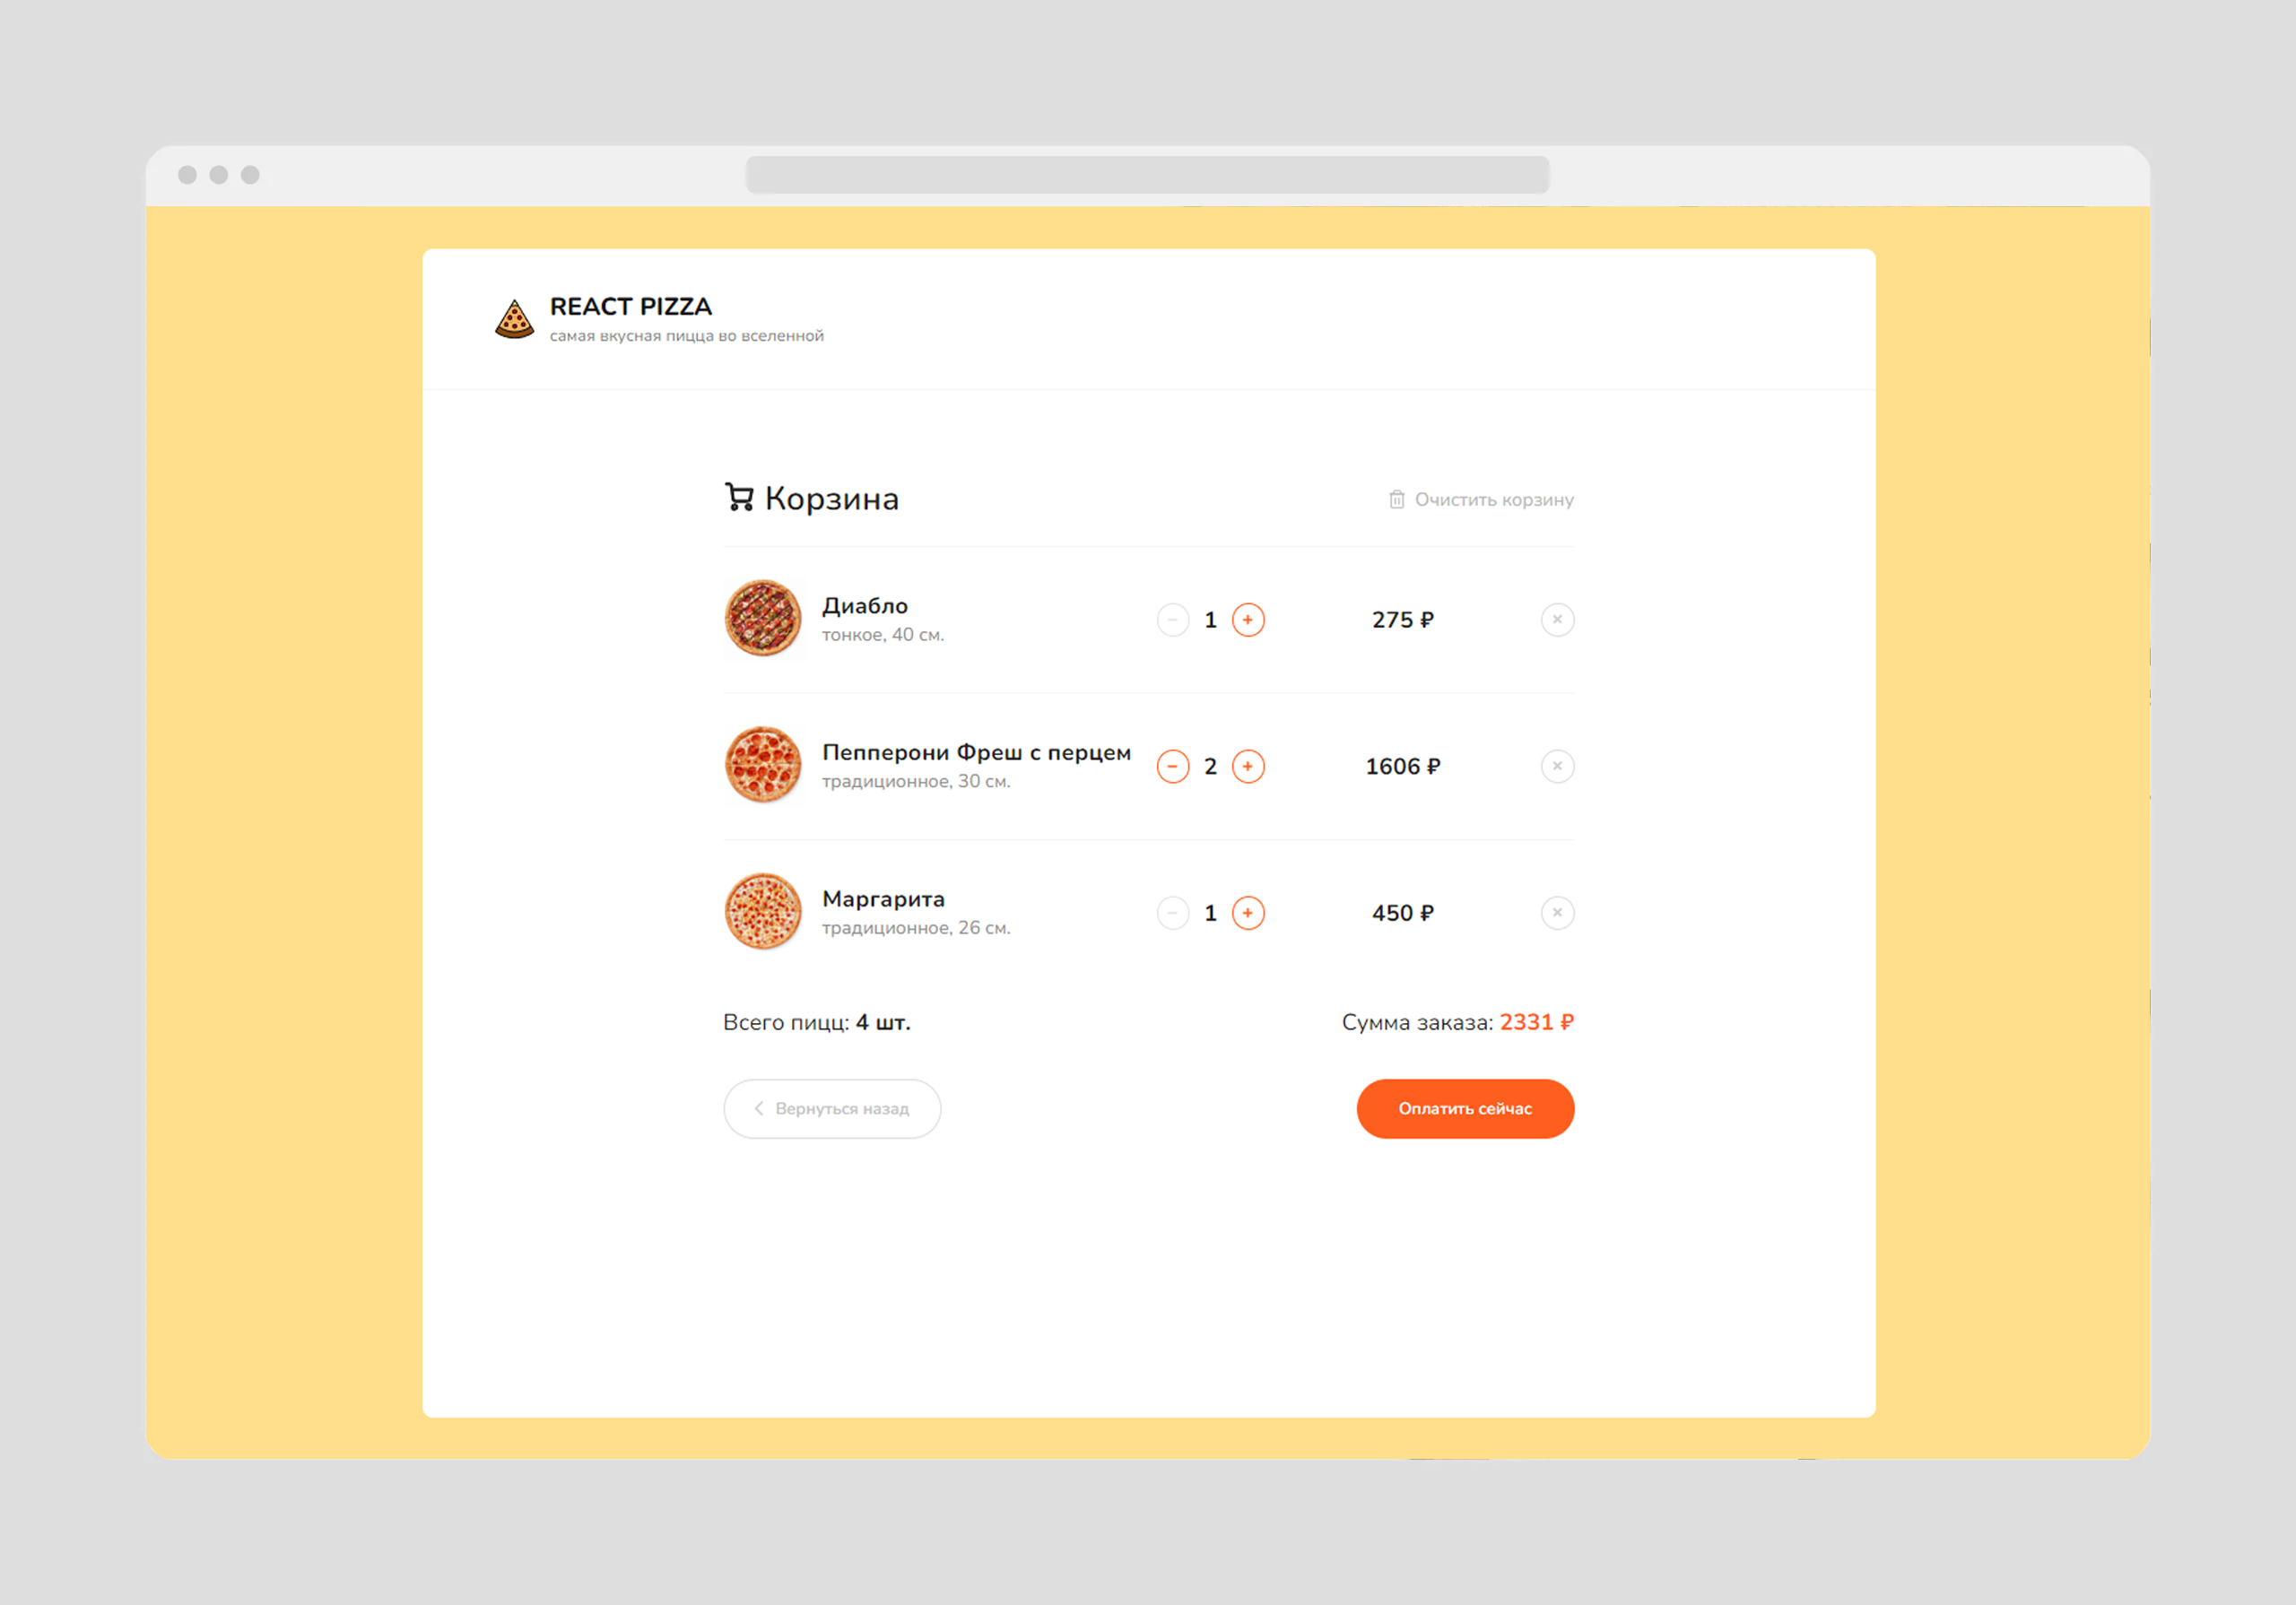 REACT PIZZA
самая вкусная пицца во вселенной
Корзина
Очистить корзину
Диабло
тонкое, 40 см.
1
275 ₽
Пепперони Фреш с перцем
традиционное, 30 см.
2
1606 ₽
Маргарита
традиционное, 26 см.
1
450 ₽
Всего пицц: 4 шт.
Сумма заказа: 2331 ₽
Вернуться назад
Оплатить сейчас